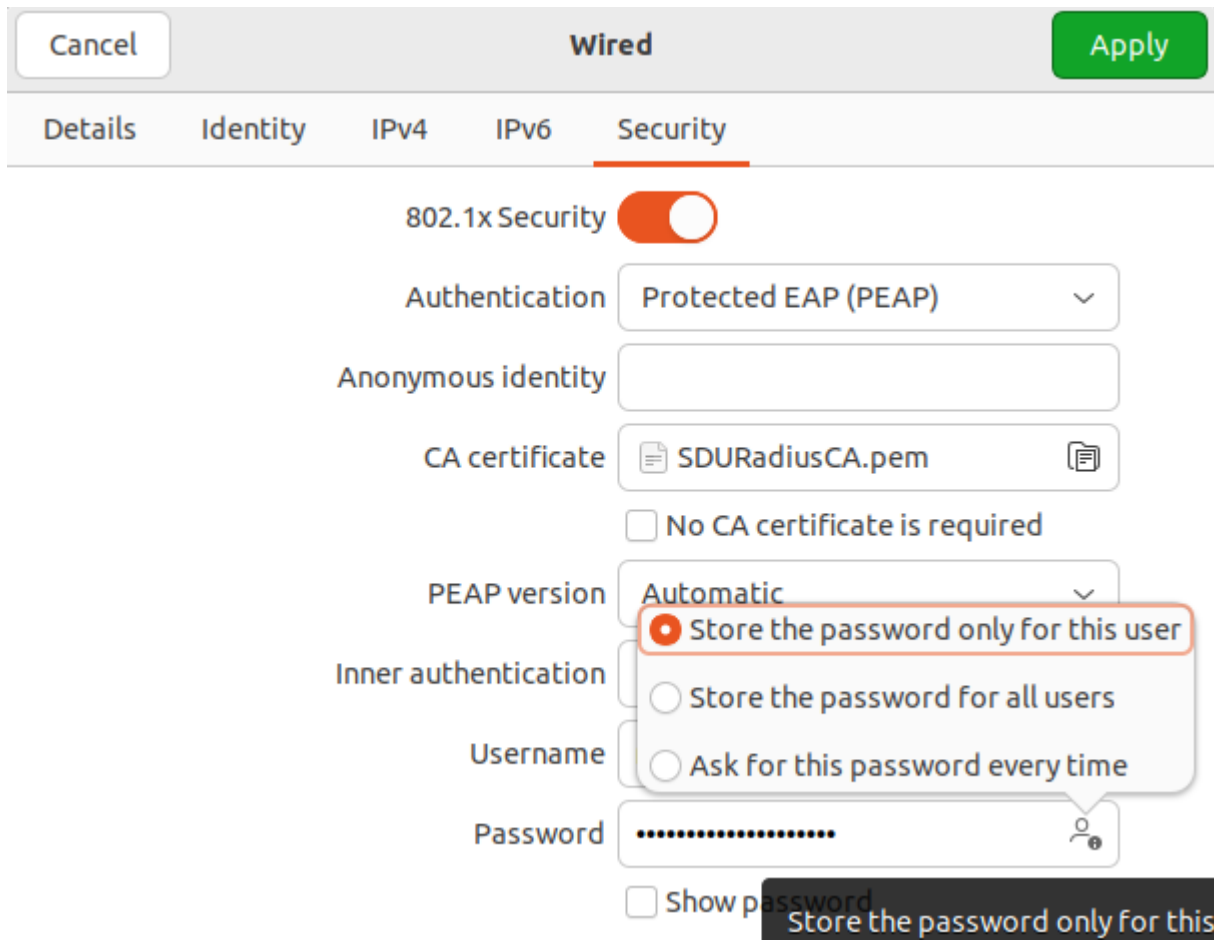 Cancel Wired Apply
Details Identity IPv4 IPv6 Security
802.1x Security
Authentication Protected EAP (PEAP)
Anonymous identity
CA certificate SDURadiusCA.pem
No CA certificate is required
PEAP version Automatic
Store the password only for this user
Inner authentication
Store the password for all users
Username
Ask for this password every time
Password ••••••••••••••••••••
Show password
Store the password only for this